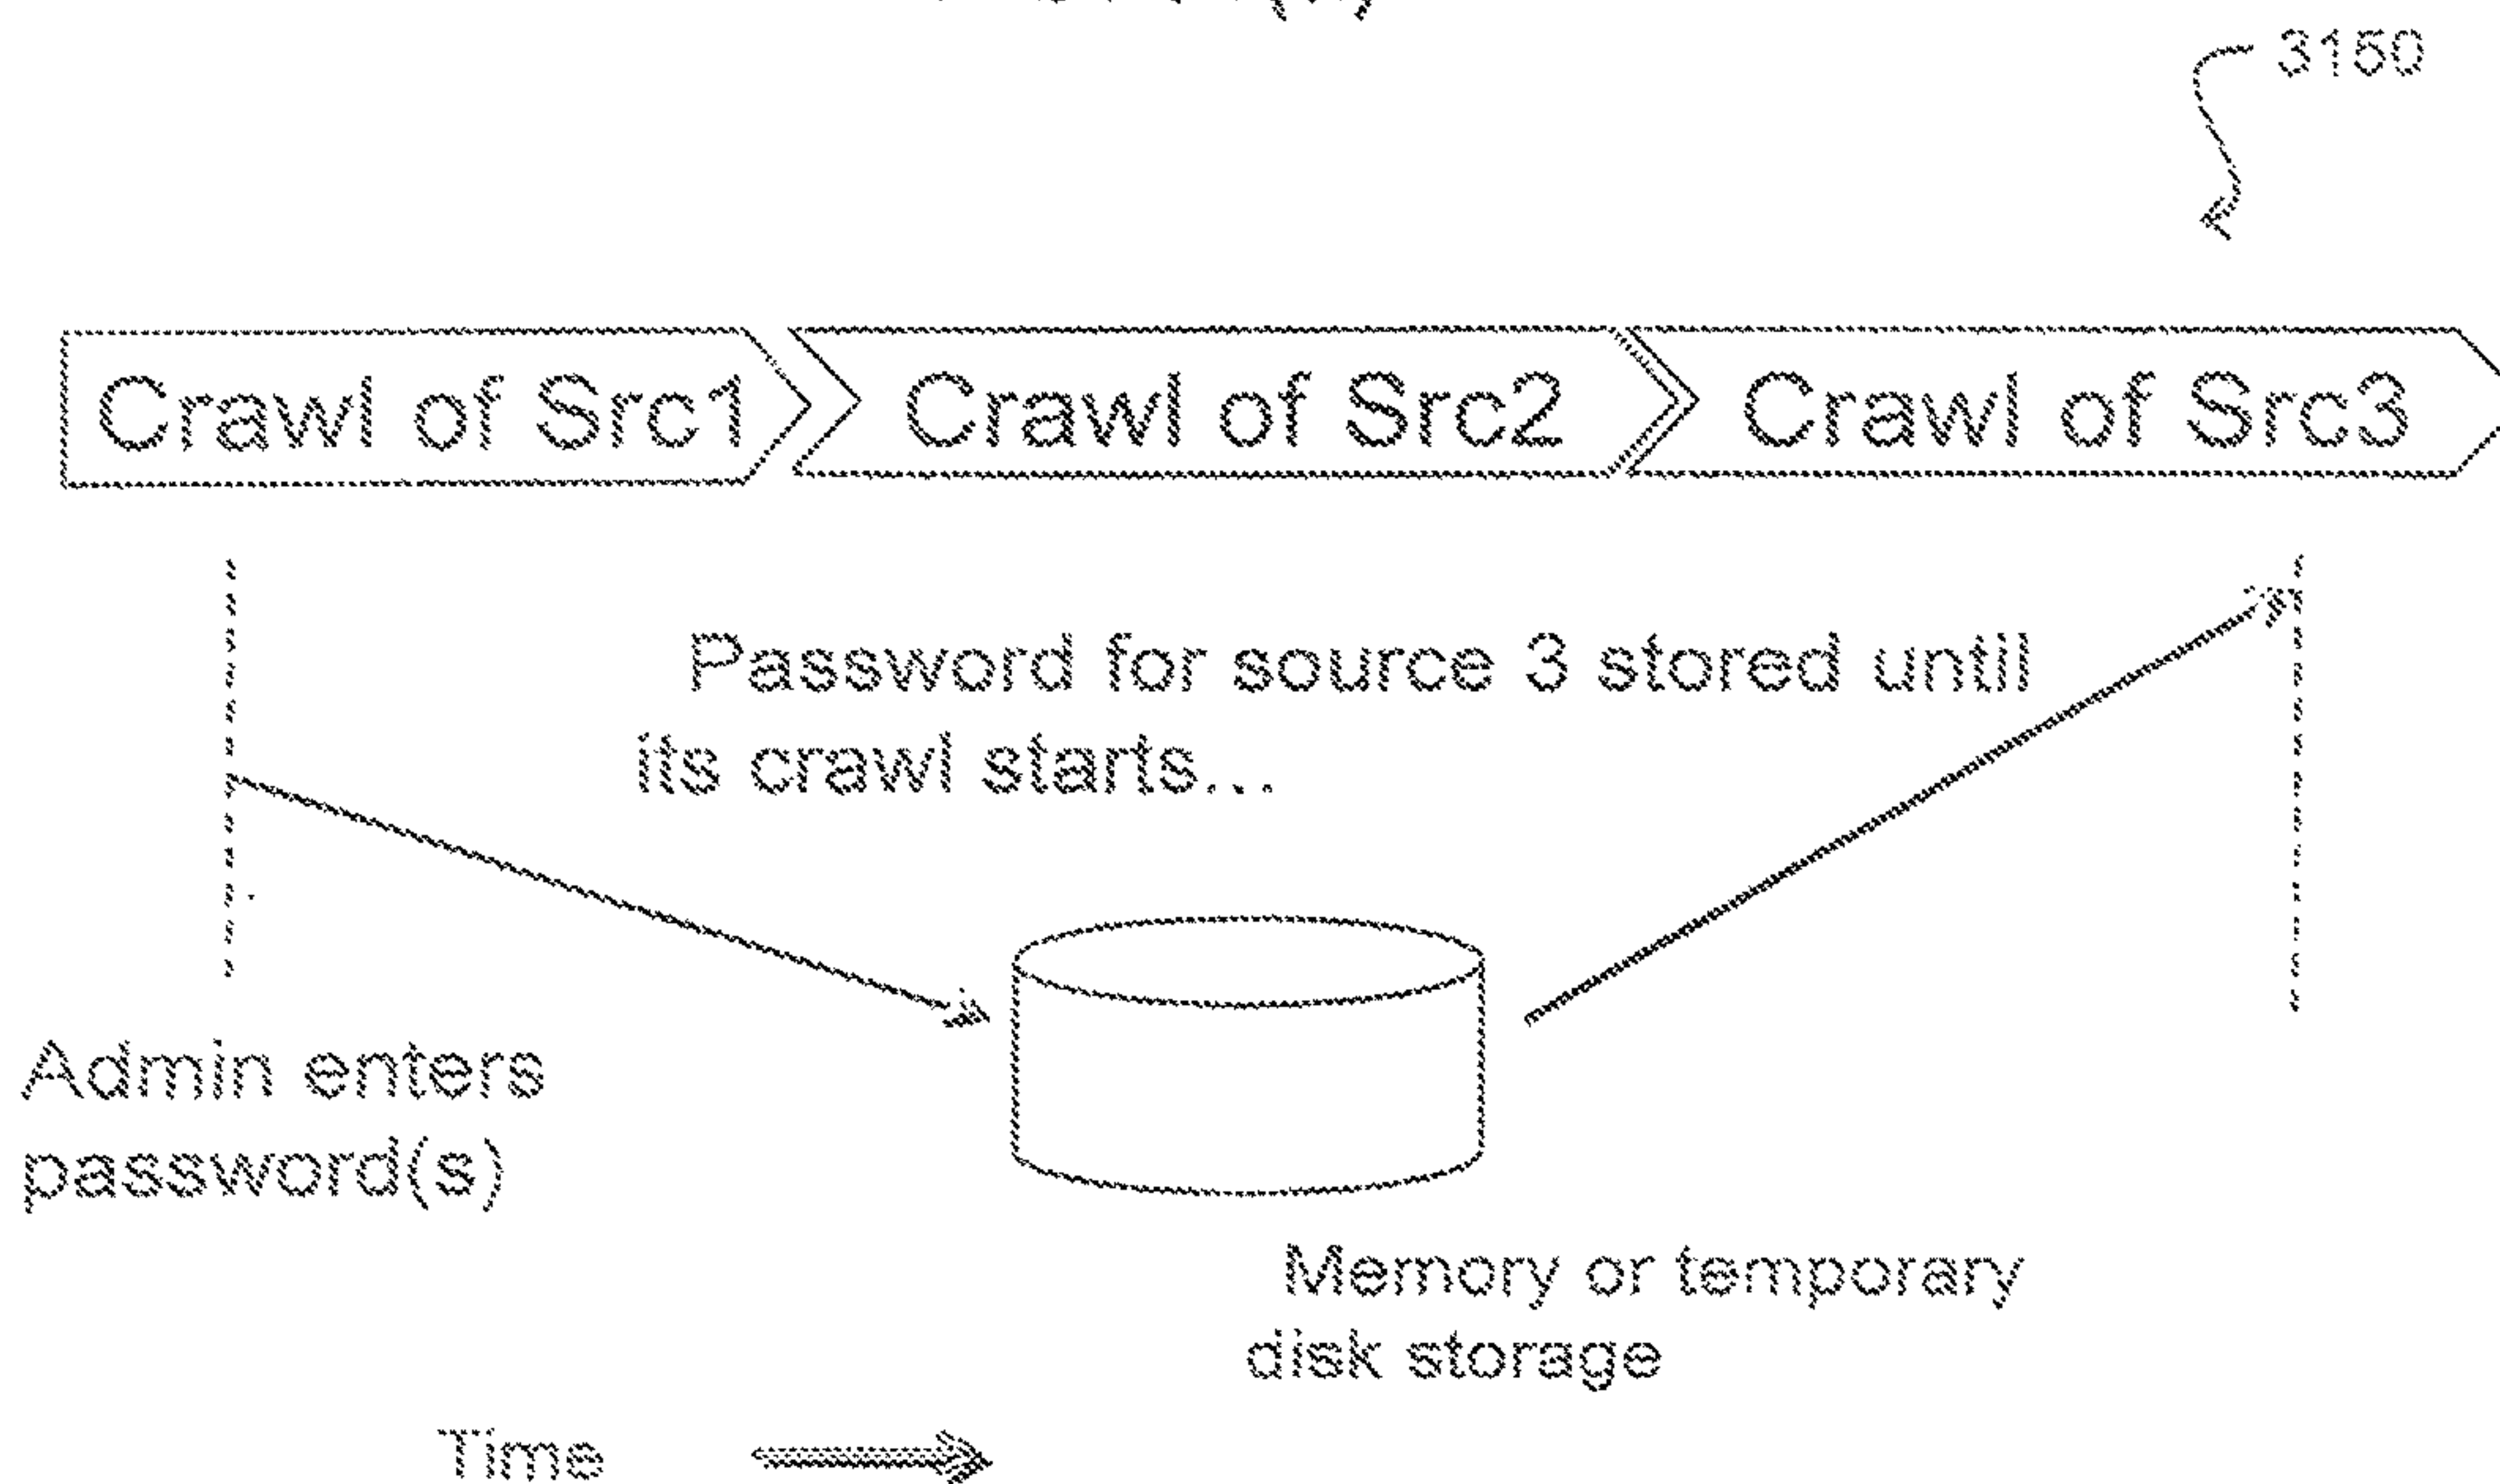 3150
Crawl of Src1
Crawl of Src2
Crawl of Src3
Password for source 3 stored until
its crawl starts...
Admin enters
password(s)
Memory or temporary
disk storage
Time